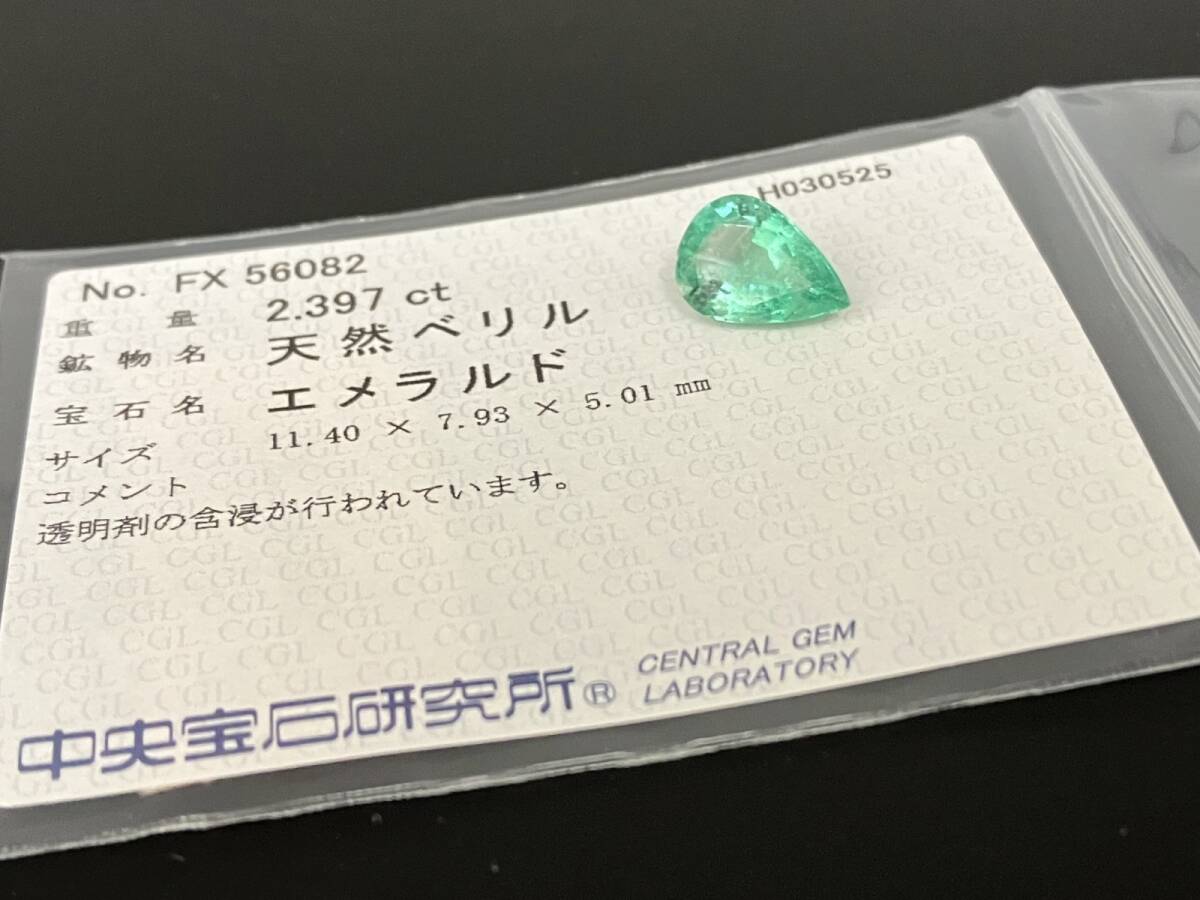 H030525
No. FX 56082
重量 2.397 ct
鉱物名 天然ベリル
宝石名 エメラルド
サイズ 11.40 × 7.93 × 5.01 mm
コメント
透明剤の含浸が行われています。
中央宝石研究所® CENTRAL GEM
LABORATORY